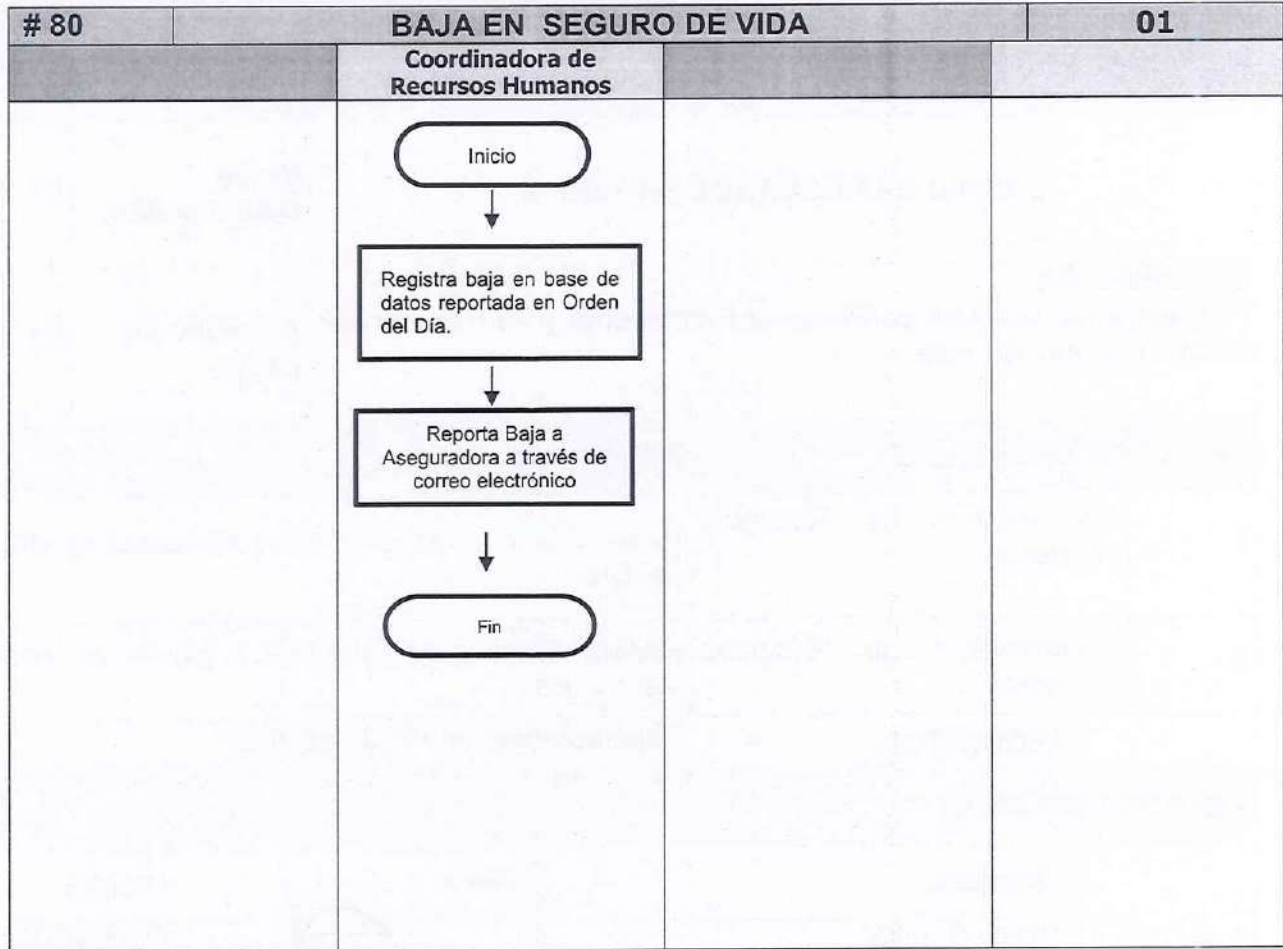 # 80 BAJA EN SEGURO DE VIDA 01
Coordinadora de
Recursos Humanos
Inicio
Registra baja en base de
datos reportada en Orden
del Día.
Reporta Baja a
Aseguradora a través de
correo electrónico
Fin